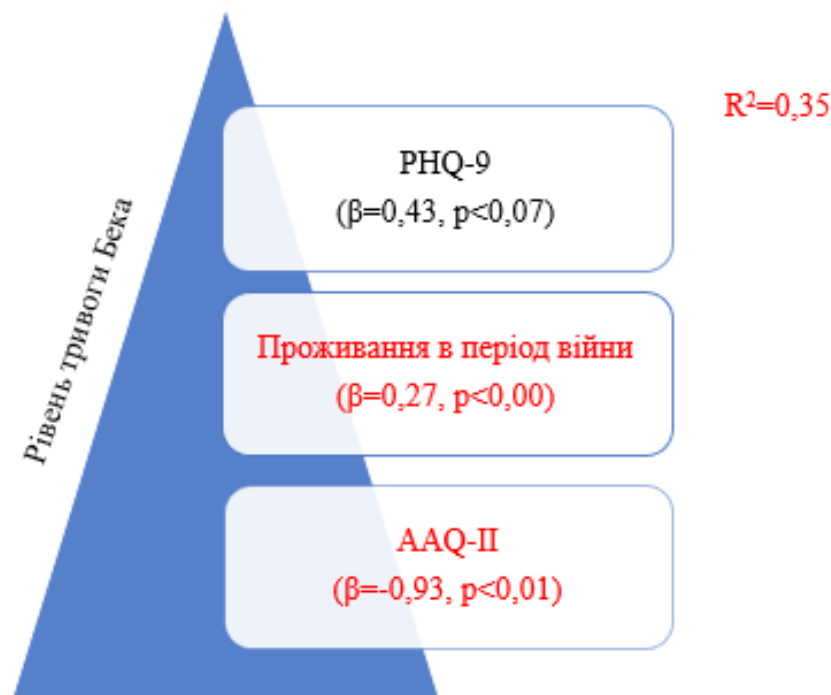 R²=0,35
PHQ-9
(β=0,43, p<0,07)
Рівень тривоги Бека
Проживання в період війни
(β=0,27, p<0,00)
AAQ-II
(β=-0,93, p<0,01)